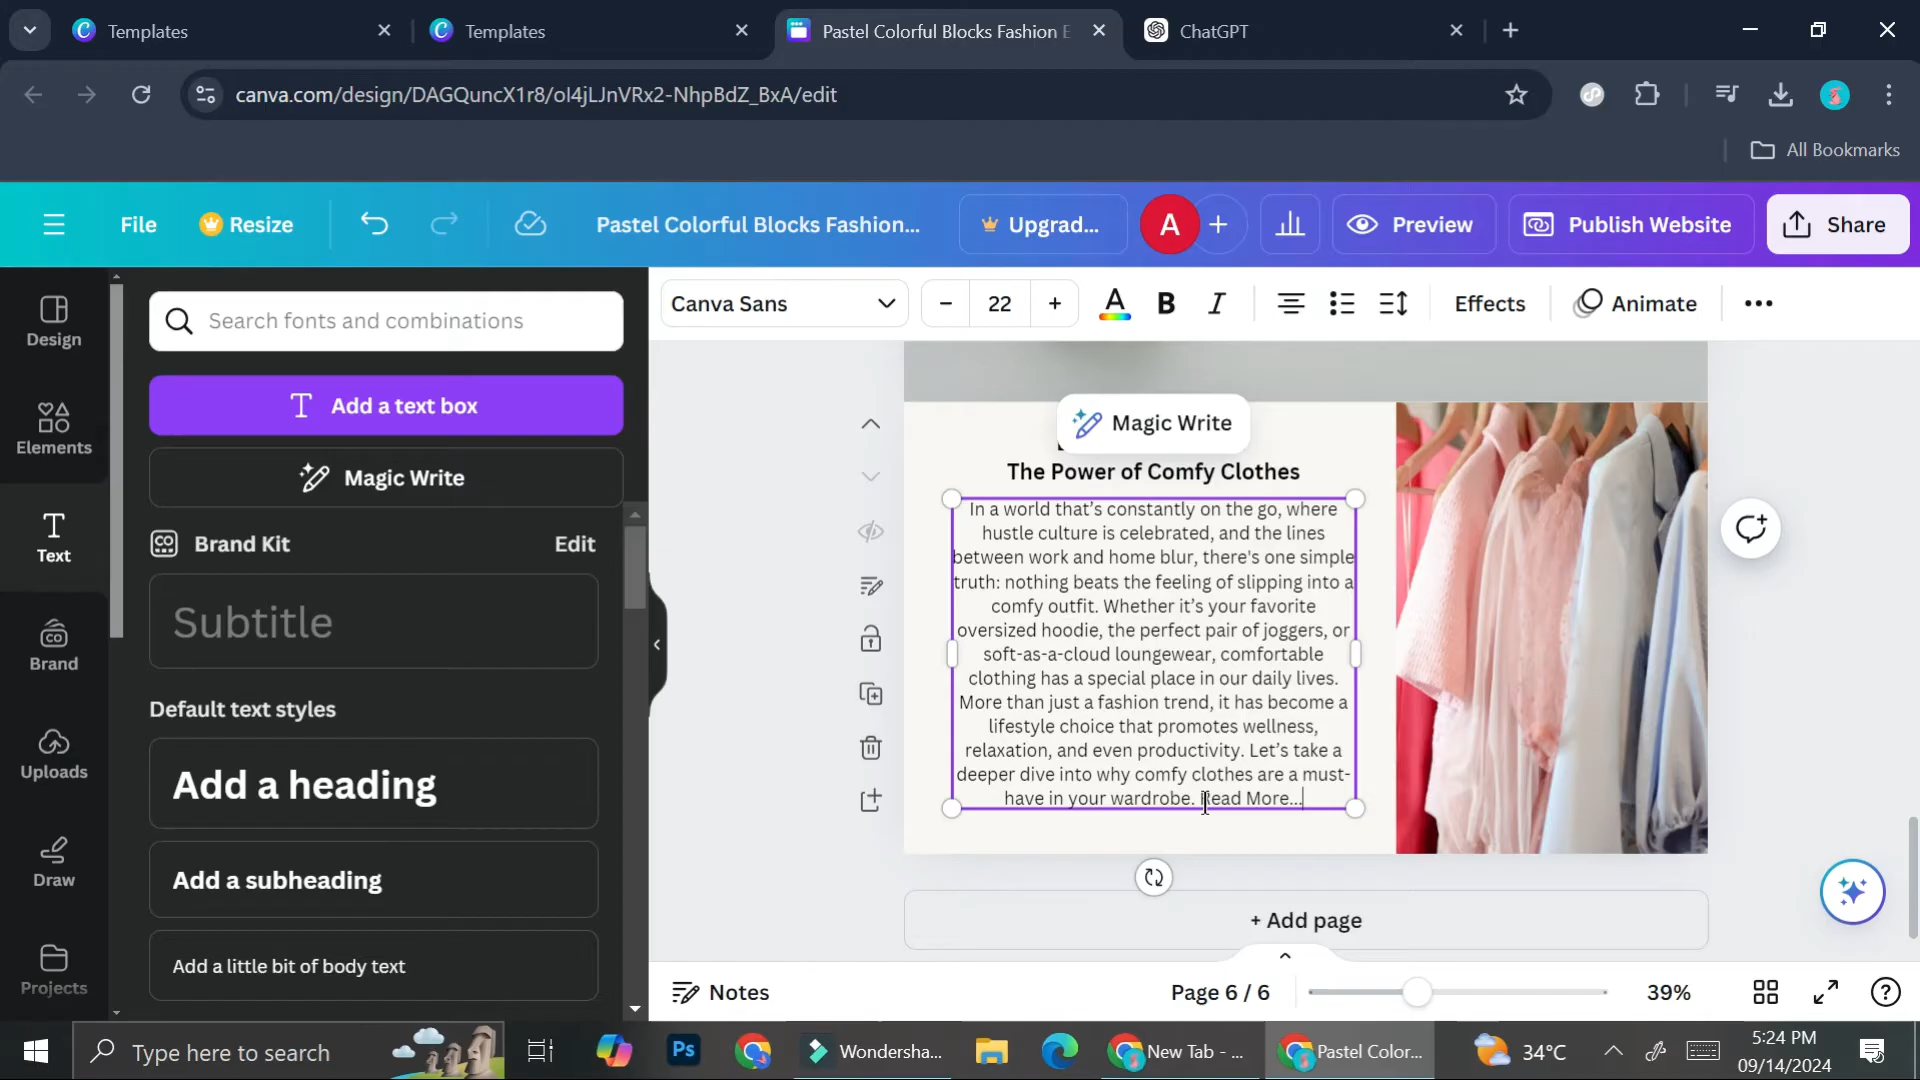 Templates
Templates
Pastel Colorful Blocks Fashion E
ChatGPT
canva.com/design/DAGQuncX1r8/oI4jLJnVRx2-NhpBdZ_BxA/edit
All Bookmarks
File
Resize
Pastel Colorful Blocks Fashion...
Upgrad...
A
Preview
Publish Website
Share
Design
Elements
Text
Brand
Uploads
Draw
Projects
Search fonts and combinations
Add a text box
Magic Write
Brand Kit
Edit
Subtitle
Default text styles
Add a heading
Add a subheading
Add a little bit of body text
Canva Sans
22
A
B
I
Effects
Animate
Magic Write
The Power of Comfy Clothes
In a world that’s constantly on the go, where
hustle culture is celebrated, and the lines
between work and home blur, there's one simple
truth: nothing beats the feeling of slipping into a
comfy outfit. Whether it’s your favorite
oversized hoodie, the perfect pair of joggers, or
soft-as-a-cloud loungewear, comfortable
clothing has a special place in our daily lives.
More than just a fashion trend, it has become a
lifestyle choice that promotes wellness,
relaxation, and even productivity. Let’s take a
deeper dive into why comfy clothes are a must-
have in your wardrobe. Read More...
+ Add page
Notes
Page 6 / 6
39%
Type here to search
Ps
Wondersha...
New Tab - ...
Pastel Color...
34°C
5:24 PM
09/14/2024